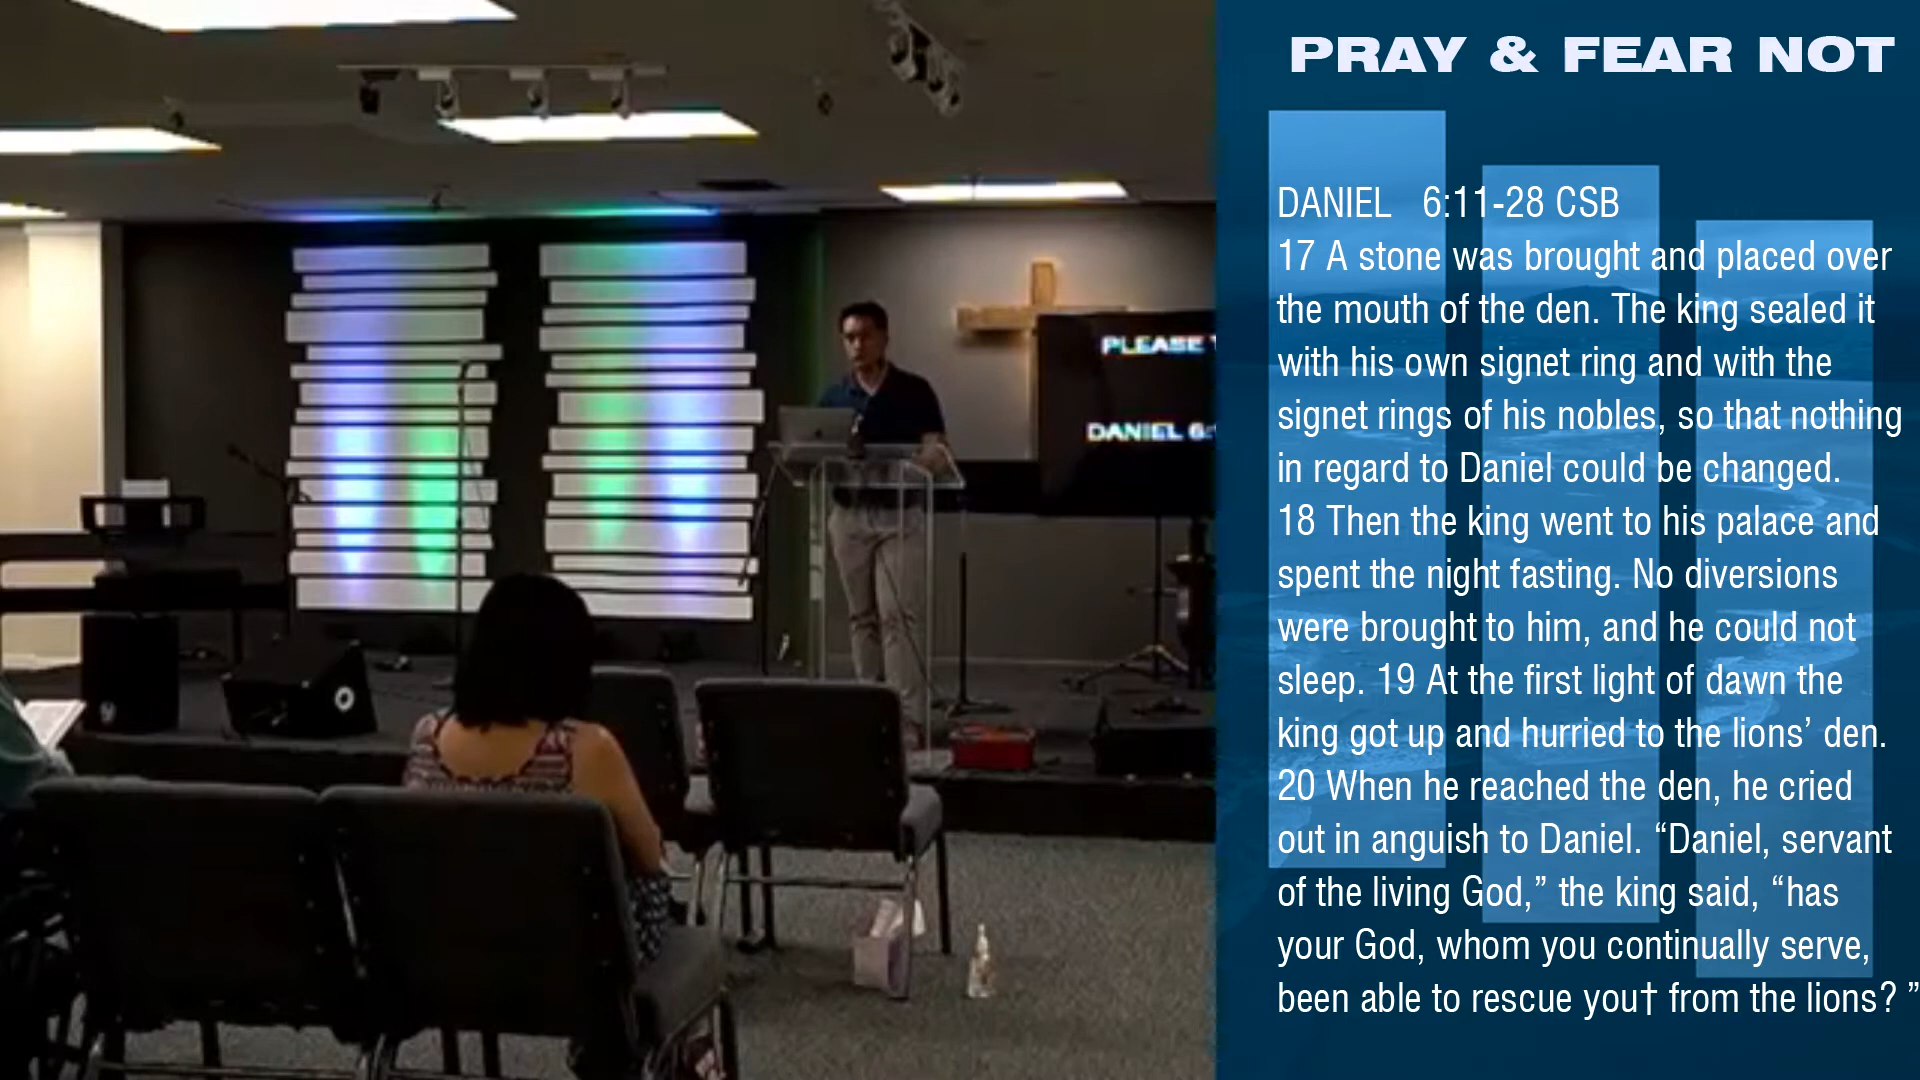 PRAY & FEAR NOT
DANIEL 6:11-28 CSB
17 A stone was brought and placed over
the mouth of the den. The king sealed it
with his own signet ring and with the
signet rings of his nobles, so that nothing
in regard to Daniel could be changed.
18 Then the king went to his palace and
spent the night fasting. No diversions
were brought to him, and he could not
sleep. 19 At the first light of dawn the
king got up and hurried to the lions’ den.
20 When he reached the den, he cried
out in anguish to Daniel. “Daniel, servant
of the living God,” the king said, “has
your God, whom you continually serve,
been able to rescue you† from the lions? ”
PLEASE
DANIEL 6: